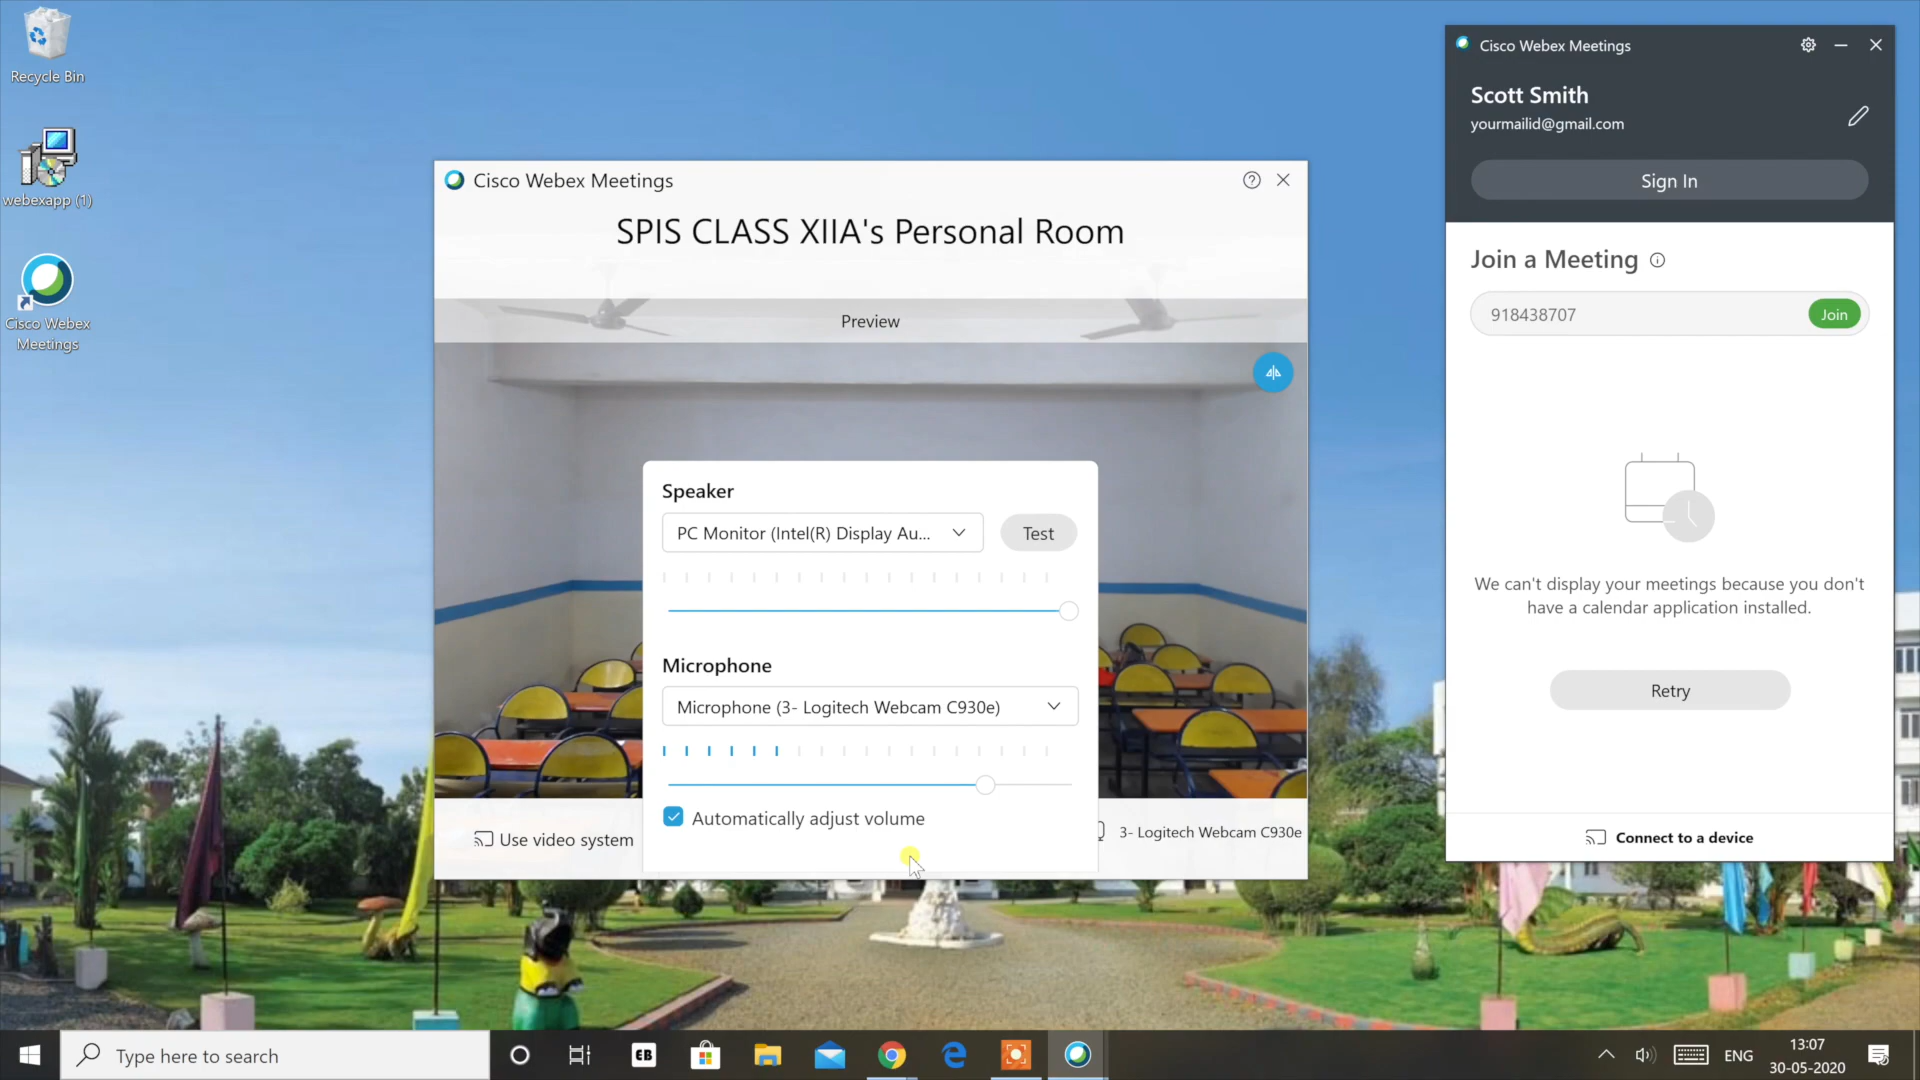 Recycle Bin
webexapp (1)
Cisco Webex
Meetings
Cisco Webex Meetings
SPIS CLASS XIIA's Personal Room
Preview
Speaker
PC Monitor (Intel(R) Display Au...
Test
Microphone
Microphone (3- Logitech Webcam C930e)
Automatically adjust volume
Use video system
3- Logitech Webcam C930e
Cisco Webex Meetings
Scott Smith
yourmailid@gmail.com
Sign In
Join a Meeting
918438707
Join
We can't display your meetings because you don't
have a calendar application installed.
Retry
Connect to a device
Type here to search
EB
ENG
13:07
30-05-2020